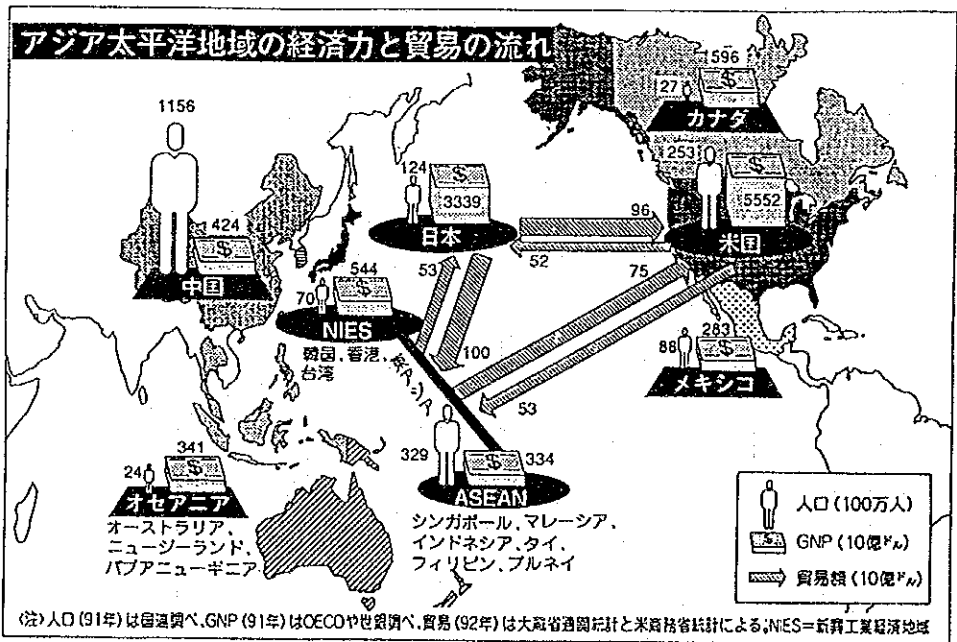 アジア太平洋地域の経済力と貿易の流れ
1156
424
中国
124
3339
日本
596
27
カナダ
253
5552
米国
96
52
53
100
75
53
544
70
NIES
韓国、香港、
台湾
283
88
メキシコ
341
24
オセアニア
オーストラリア、
ニュージーランド、
パプアニューギニア
329
334
ASEAN
シンガポール、マレーシア、
インドネシア、タイ、
フィリピン、ブルネイ
$ 人口(100万人)
$ GNP(10億ドル)
貿易額(10億ドル)
〈注〉人口(91年)は国連調べ、GNP(91年)はOECDや世銀調べ、貿易(92年)は大蔵省通関統計と米商務省統計による;NIES=新興工業経済地域